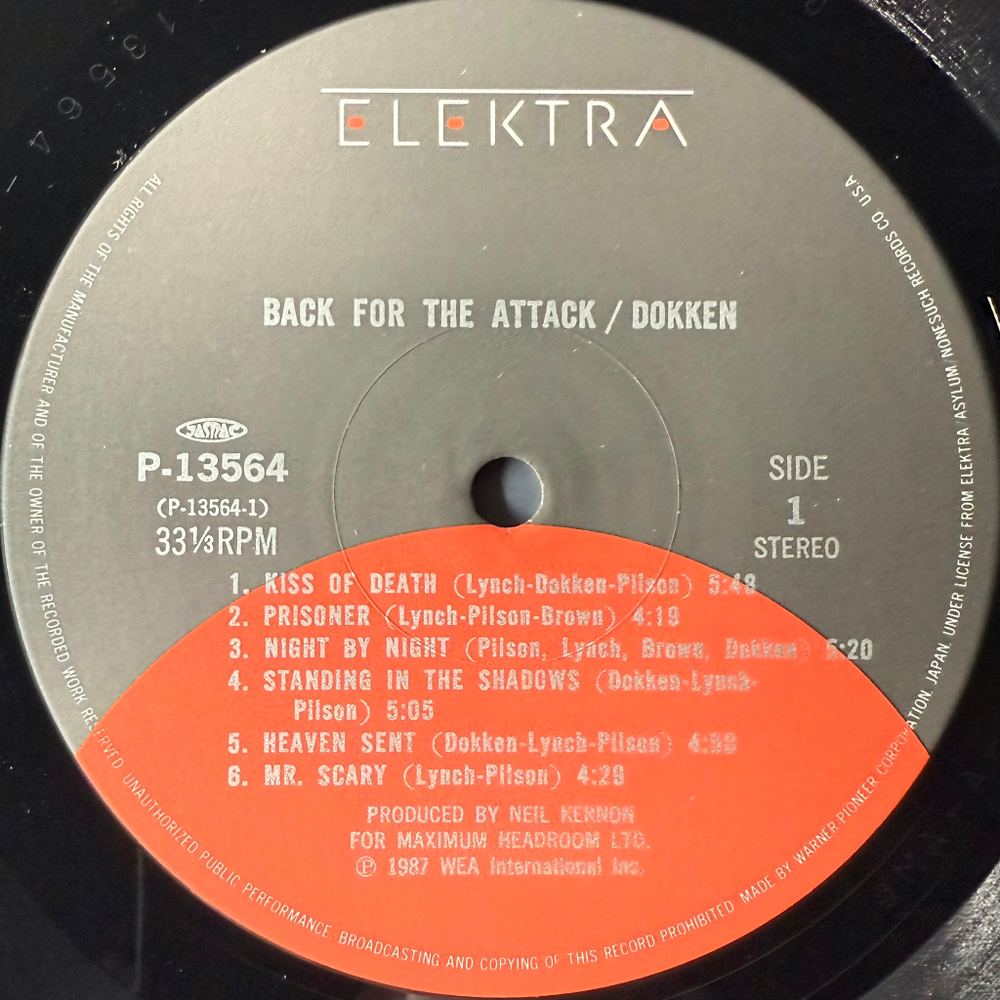 ELEKTRA
BACK FOR THE ATTACK / DOKKEN
JASRAC
P-13564
(P-13564-1)
33⅓RPM
SIDE
1
STEREO
1. KISS OF DEATH (Lynch-Dokken-Pilson) 5:48
2. PRISONER (Lynch-Pilson-Brown) 4:19
3. NIGHT BY NIGHT (Pilson, Lynch, Brown, Dokken) 5:20
4. STANDING IN THE SHADOWS (Dokken-Lynch-
Pilson) 5:05
5. HEAVEN SENT (Dokken-Lynch-Pilson)
6. MR. SCARY (Lynch-Pilson) 4:29
PRODUCED BY NEIL KERNON
FOR MAXIMUM HEADROOM LTD.
Ⓟ 1987 WEA International Inc.
ALL RIGHTS OF THE MANUFACTURER AND OF THE OWNER OF THE RECORDED WORK RESERVED UNAUTHORIZED PUBLIC PERFORMANCE, BROADCASTING AND COPYING OF THIS RECORD PROHIBITED MADE BY WARNER-PIONEER CORPORATION, JAPAN, UNDER LICENSE FROM ELEKTRA/ASYLUM/NONESUCH RECORDS CO. USA